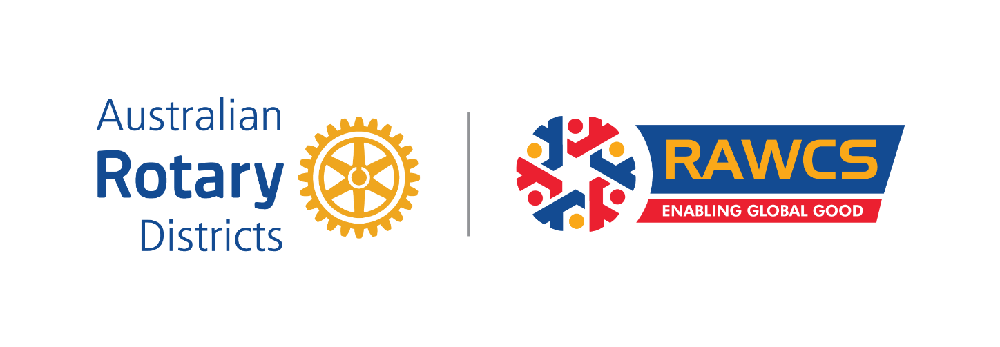 Australian
Rotary
Districts
RAWCS
ENABLING GLOBAL GOOD